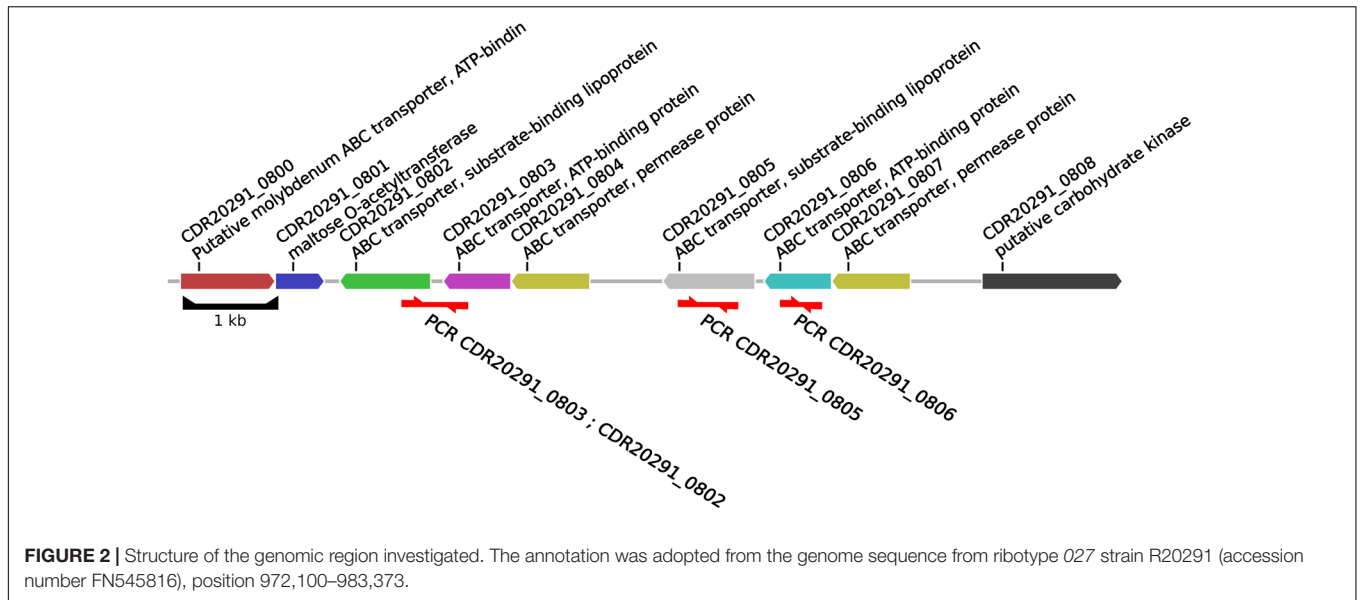 CDR20291_0800
Putative molybdenum ABC transporter, ATP-bindin
CDR20291_0801
maltose O-acetyltransferase
CDR20291_0802
ABC transporter, substrate-binding lipoprotein
CDR20291_0803
ABC transporter, ATP-binding protein
CDR20291_0804
ABC transporter, permease protein
CDR20291_0805
ABC transporter, substrate-binding lipoprotein
CDR20291_0806
ABC transporter, ATP-binding protein
CDR20291_0807
ABC transporter, permease protein
CDR20291_0808
putative carbohydrate kinase
1 kb
PCR CDR20291_0803 ; CDR20291_0802
PCR CDR20291_0805
PCR CDR20291_0806
FIGURE 2 | Structure of the genomic region investigated. The annotation was adopted from the genome sequence from ribotype 027 strain R20291 (accession
number FN545816), position 972,100–983,373.